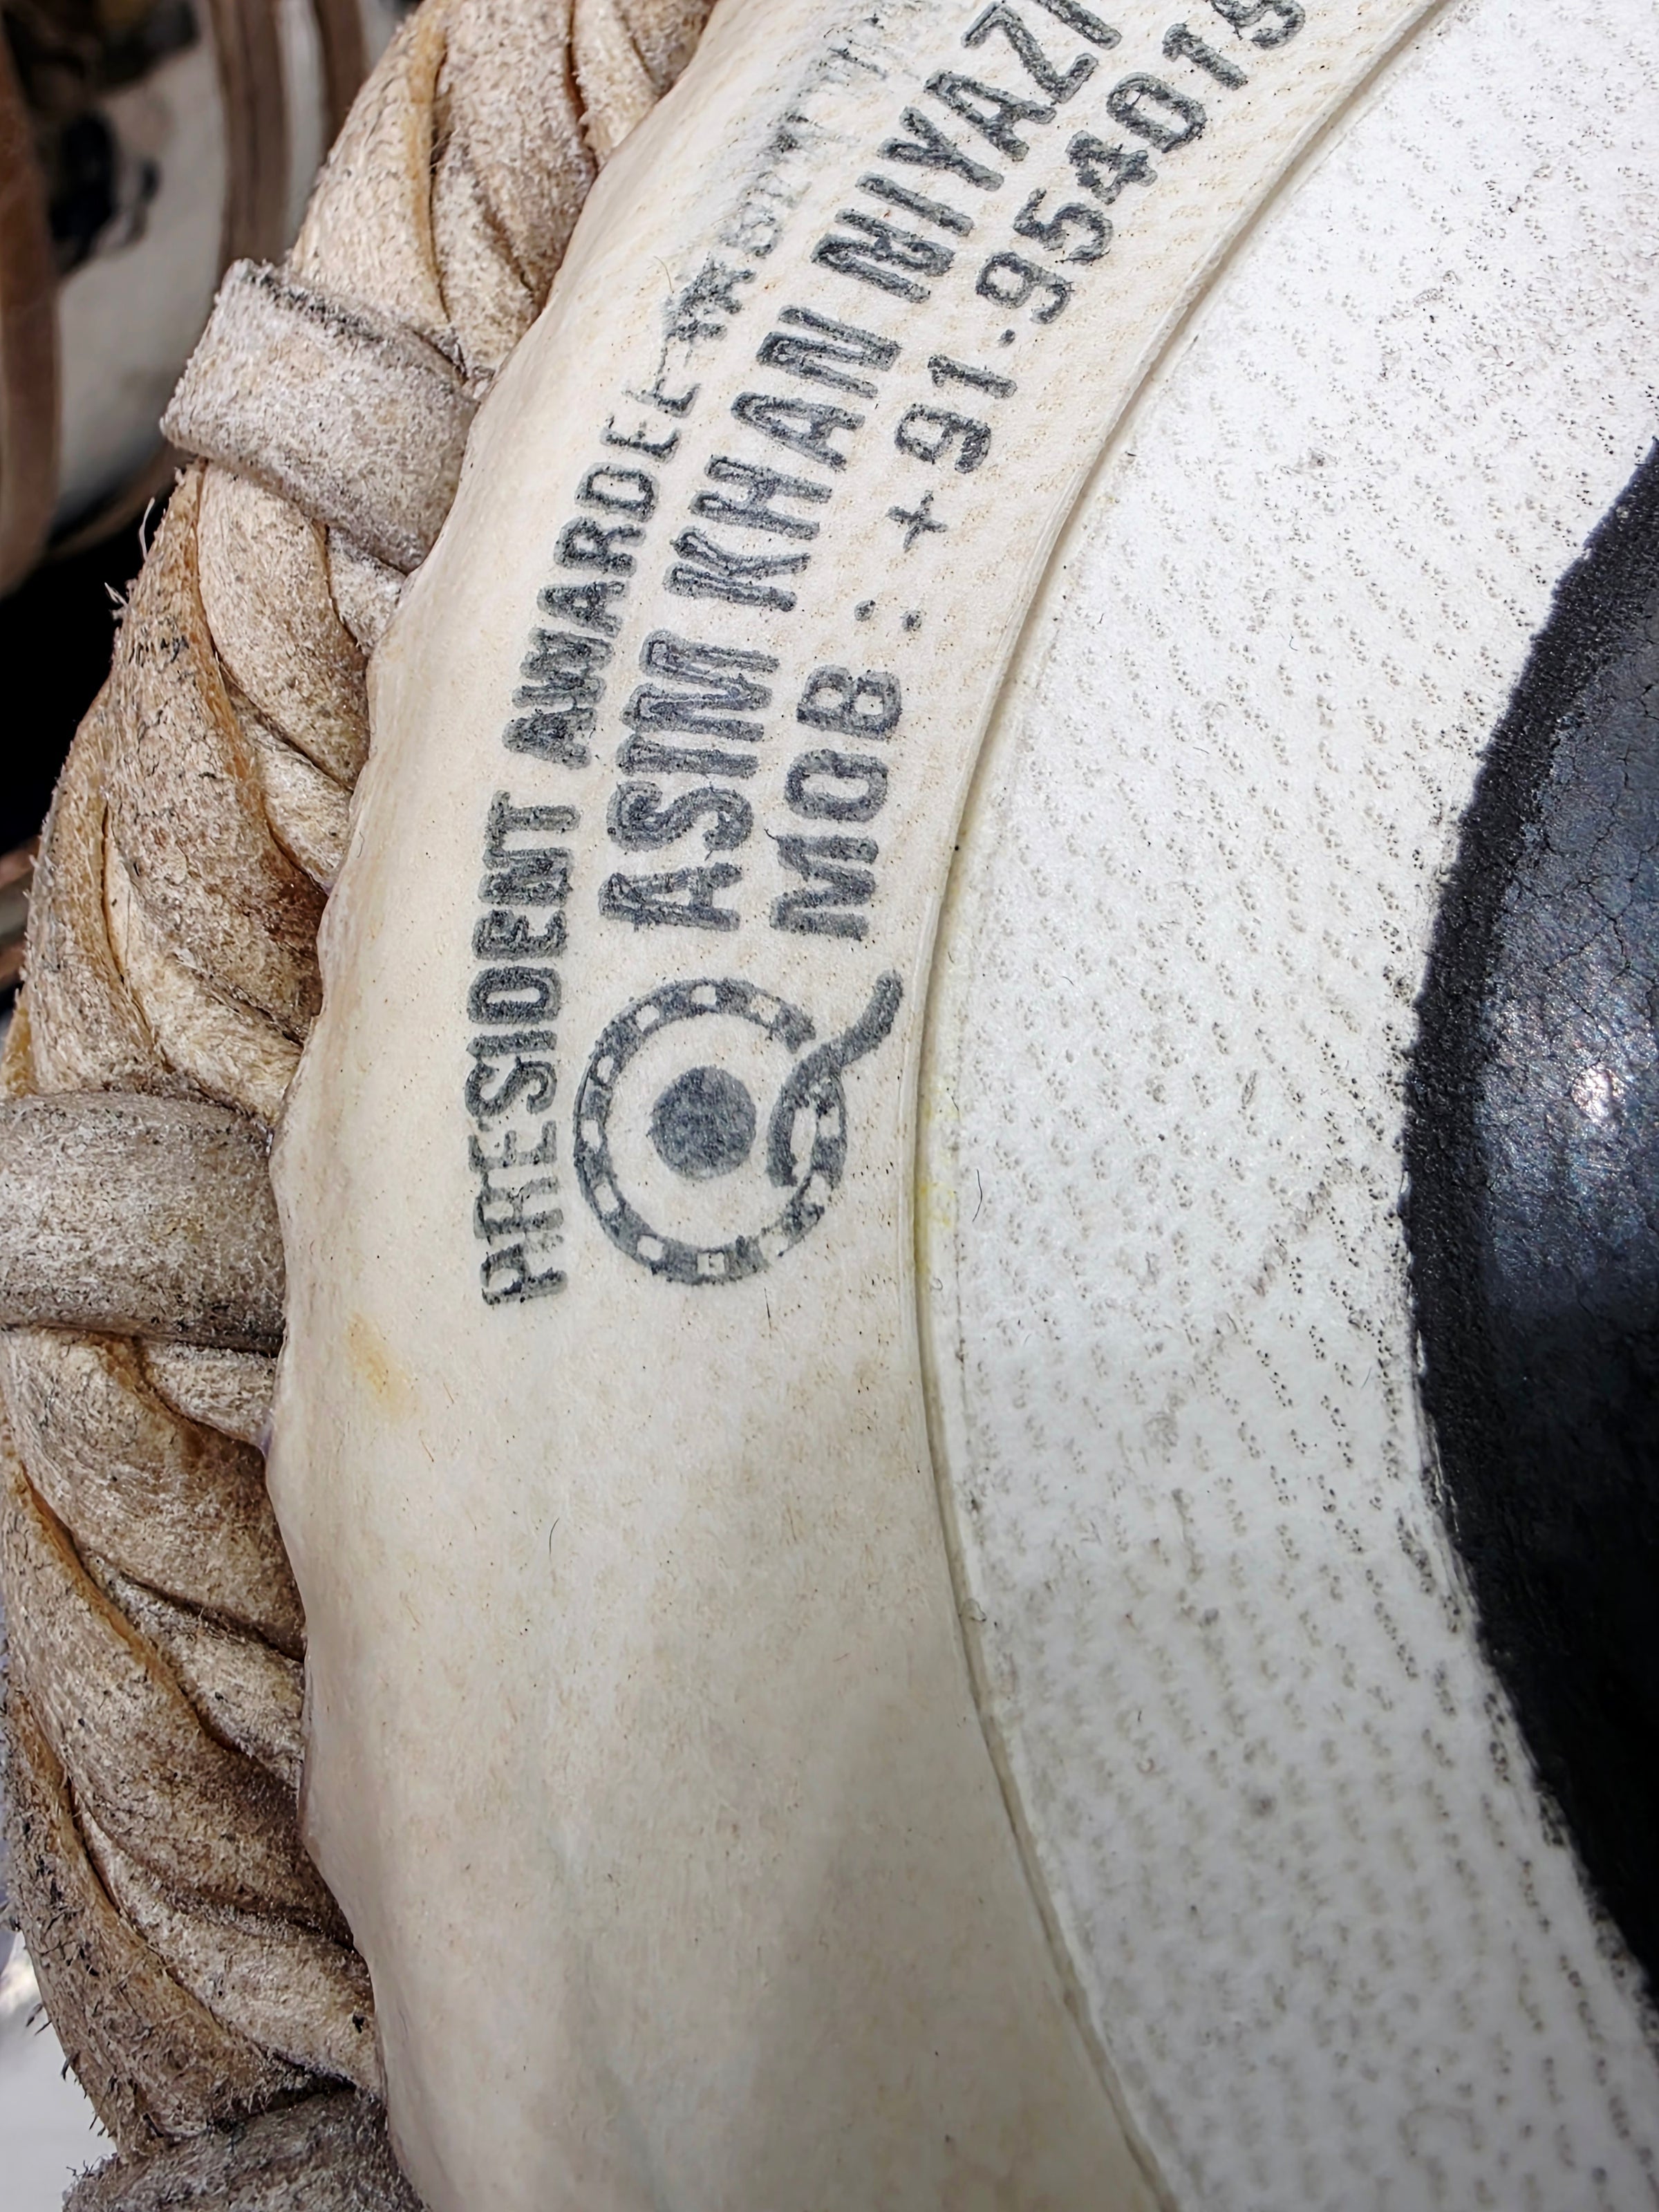 PRESIDENT AWARDEE
ASIM KHAN NIYAZI
MOB : +91-954019